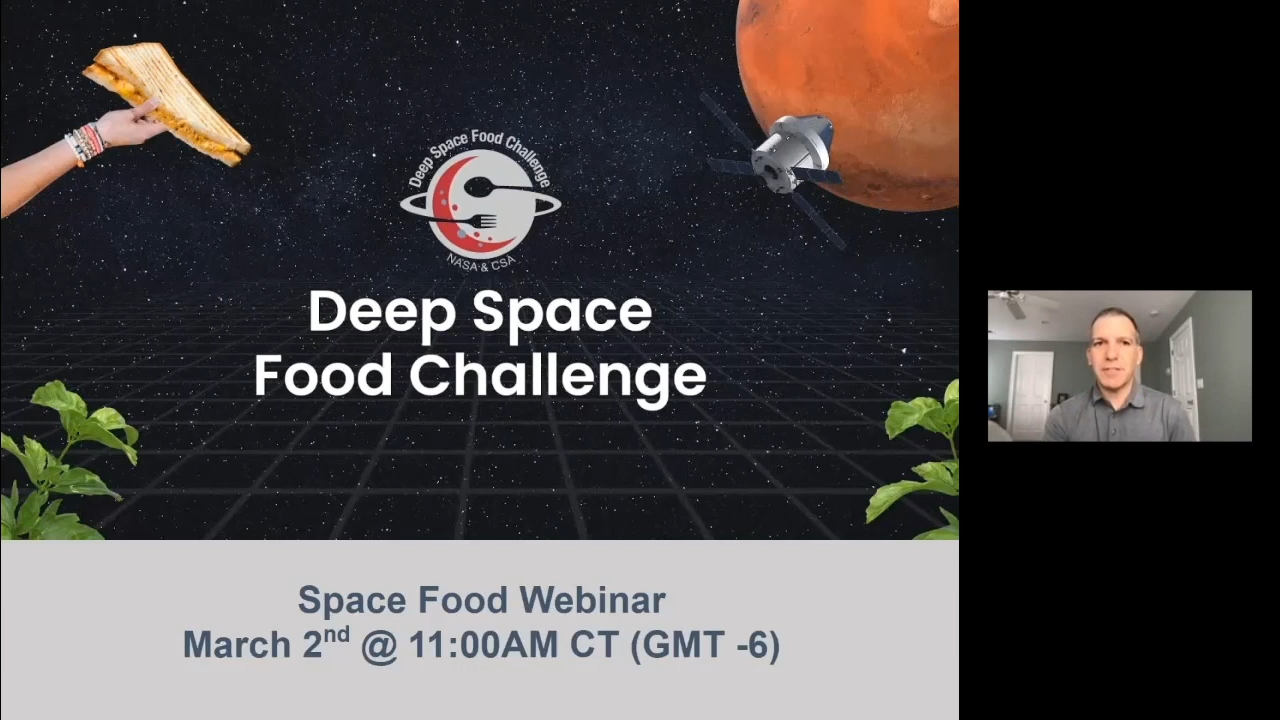 Deep Space Food Challenge
NASA & CSA
Deep Space
Food Challenge
Space Food Webinar
March 2nd @ 11:00AM CT (GMT -6)